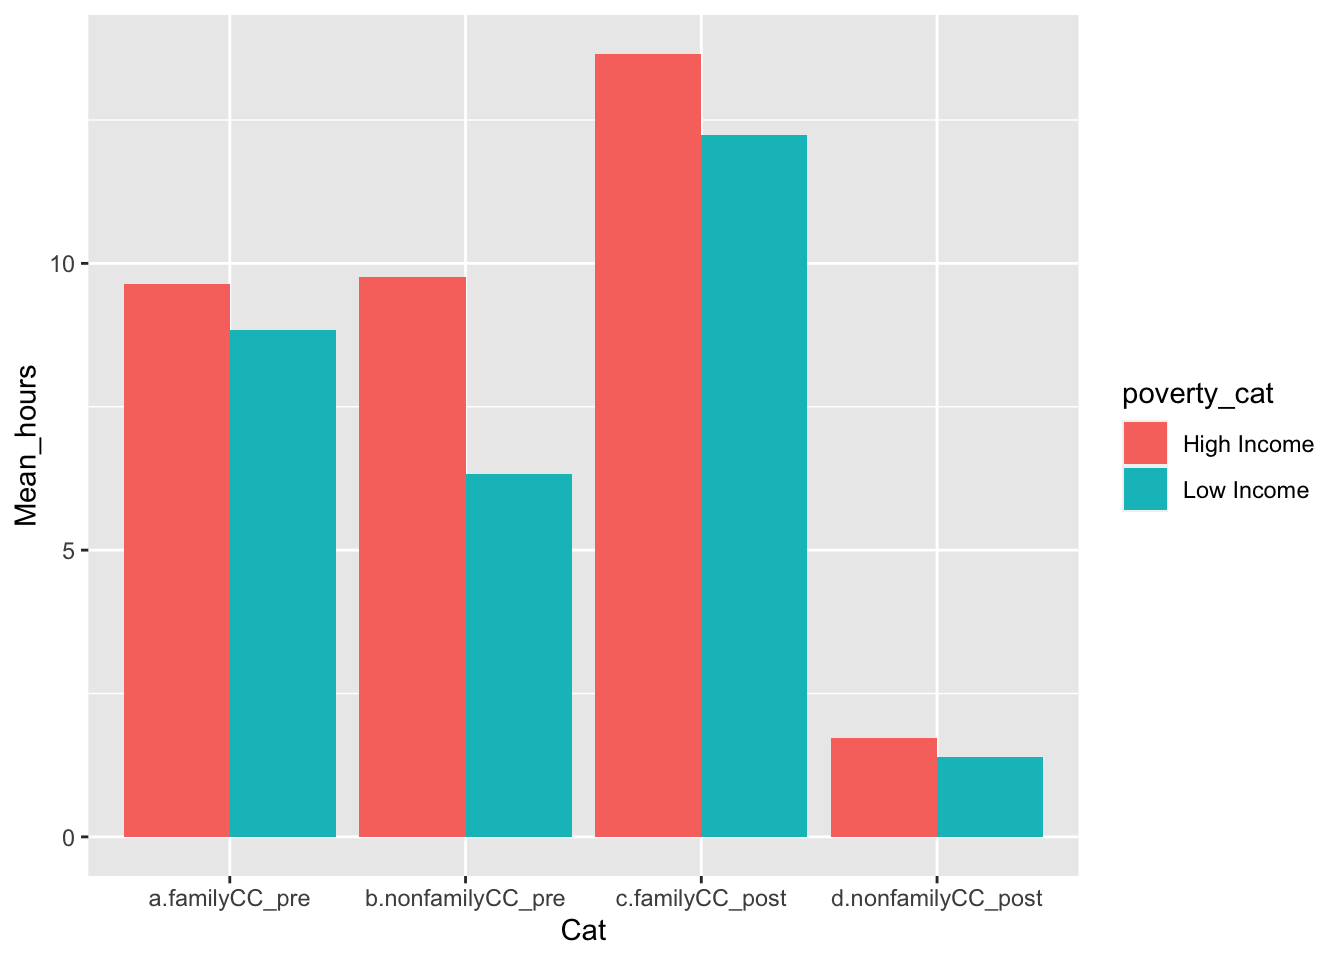 Mean_hours
10
5
0
a.familyCC_pre
b.nonfamilyCC_pre
c.familyCC_post
d.nonfamilyCC_post
Cat
poverty_cat
High Income
Low Income